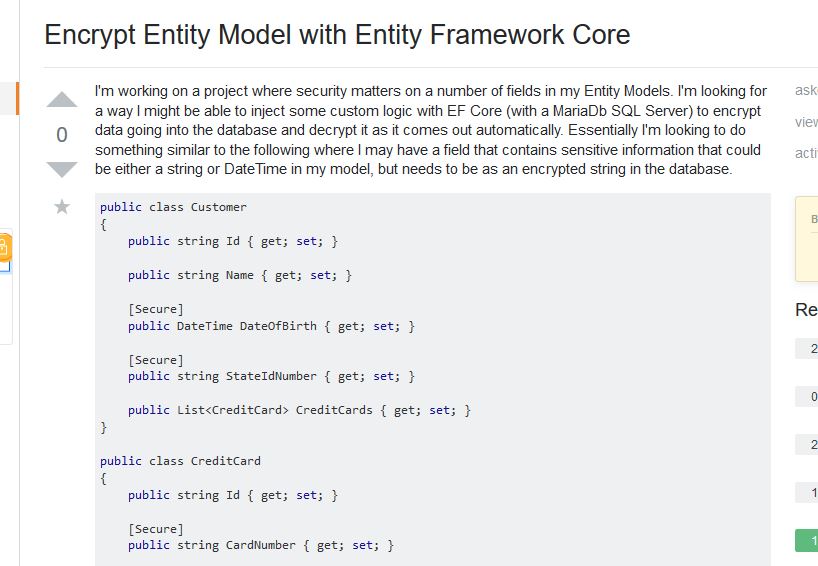 Encrypt Entity Model with Entity Framework Core
I'm working on a project where security matters on a number of fields in my Entity Models. I'm looking for
a way I might be able to inject some custom logic with EF Core (with a MariaDb SQL Server) to encrypt
data going into the database and decrypt it as it comes out automatically. Essentially I'm looking to do
something similar to the following where I may have a field that contains sensitive information that could
be either a string or DateTime in my model, but needs to be as an encrypted string in the database.
0
public class Customer
{
public string Id { get; set; }
public string Name { get; set; }
[Secure]
public DateTime DateOfBirth { get; set; }
[Secure]
public string StateIdNumber { get; set; }
public List<CreditCard> CreditCards { get; set; }
}
public class CreditCard
{
public string Id { get; set; }
[Secure]
public string CardNumber { get; set; }
ask
view
acti
B
Re
2
0
2
1
1